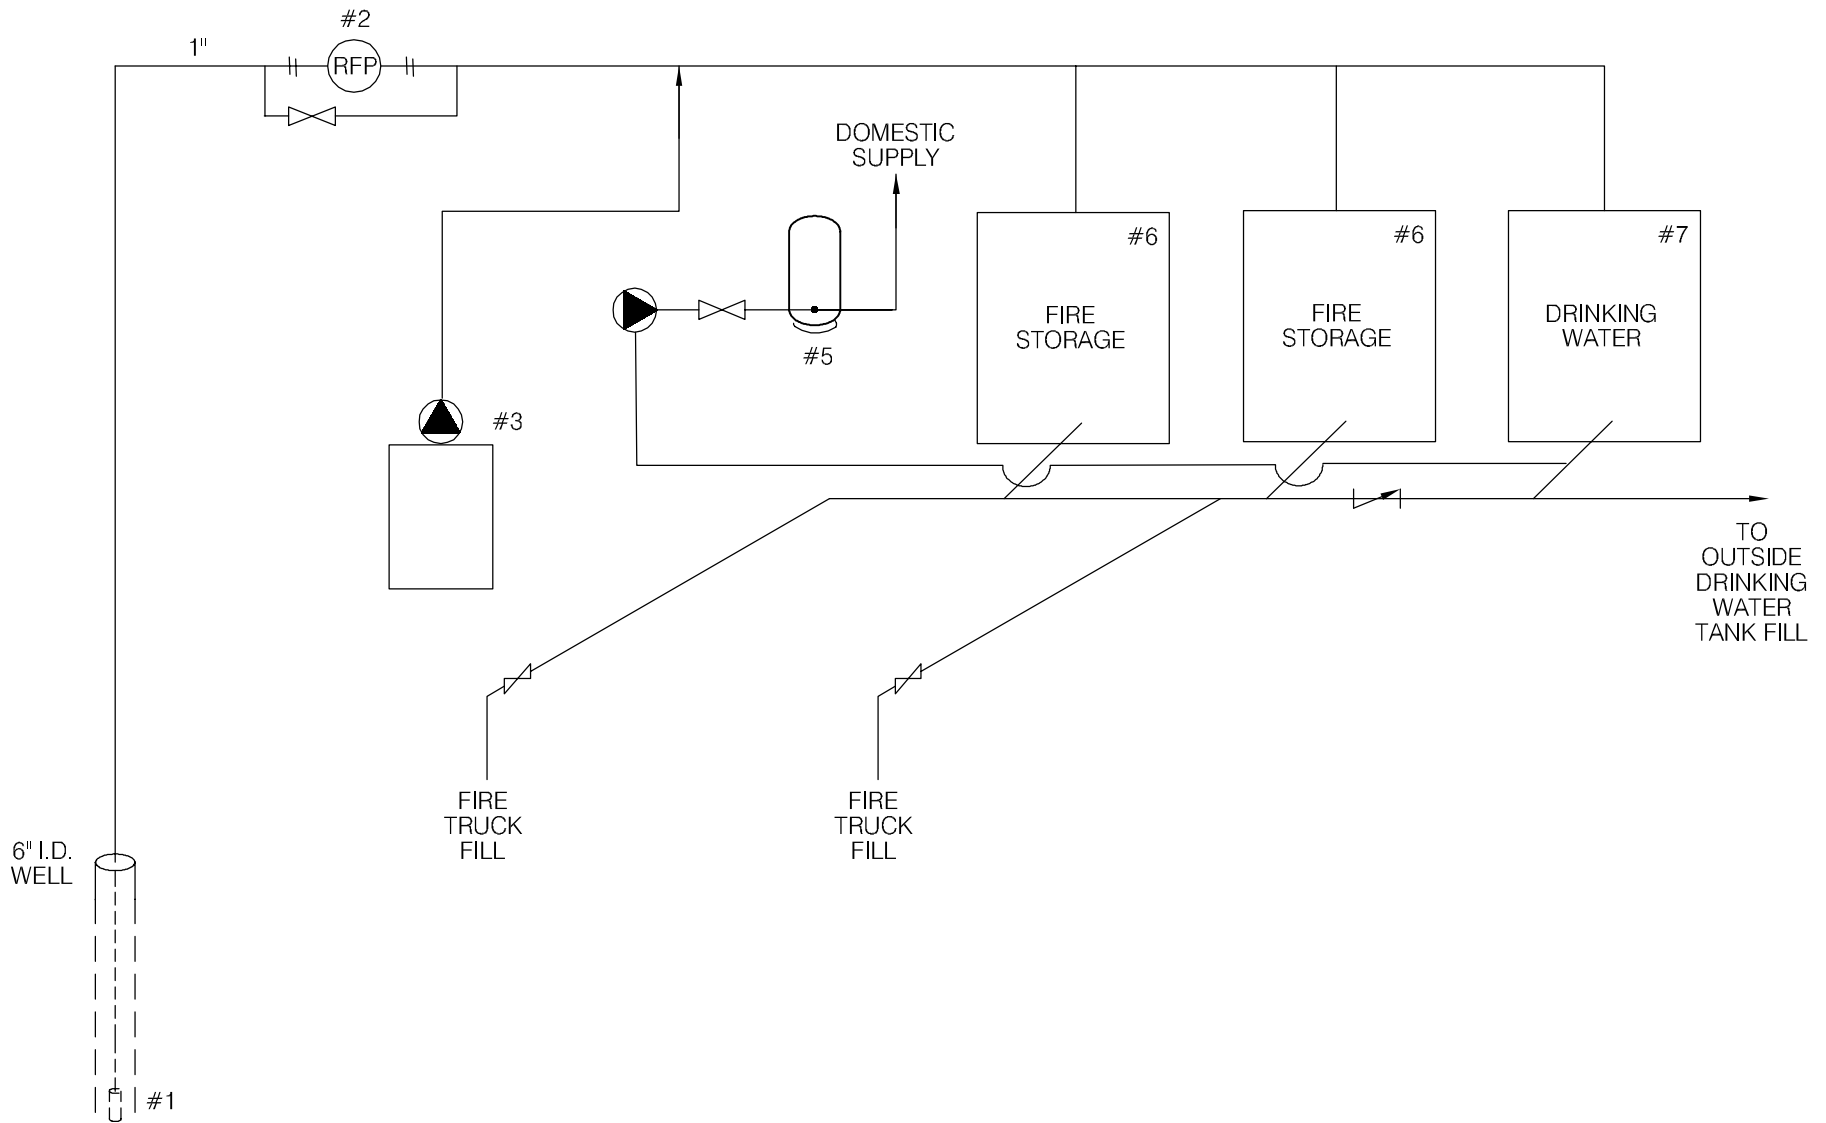 #2
1"
RFP
DOMESTIC
SUPPLY
#6
#6
#7
FIRE
STORAGE
FIRE
STORAGE
DRINKING
WATER
#5
#3
TO
OUTSIDE
DRINKING
WATER
TANK FILL
FIRE
TRUCK
FILL
FIRE
TRUCK
FILL
6" I.D.
WELL
#1